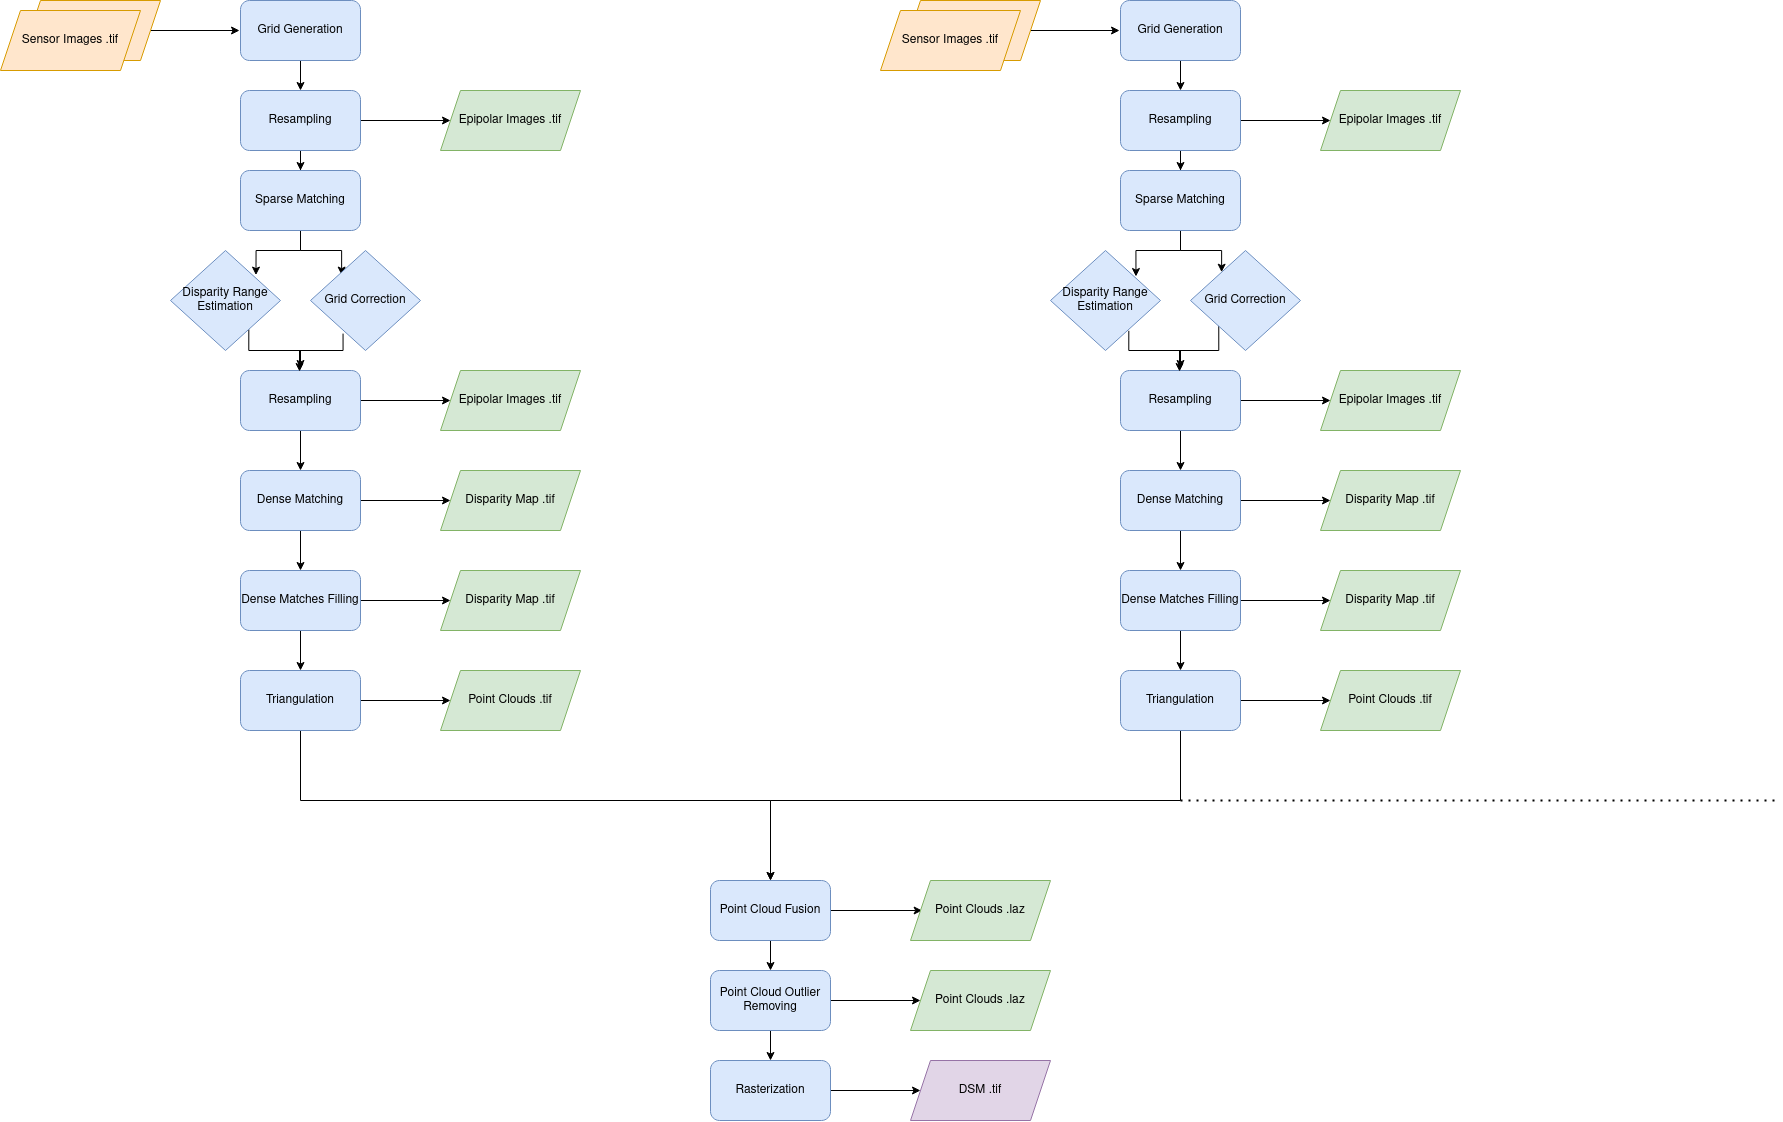 Sensor Images .tif
Grid Generation
Resampling
Epipolar Images .tif
Sparse Matching
Disparity Range
Estimation
Grid Correction
Resampling
Epipolar Images .tif
Dense Matching
Disparity Map .tif
Dense Matches Filling
Disparity Map .tif
Triangulation
Point Clouds .tif
Sensor Images .tif
Grid Generation
Resampling
Epipolar Images .tif
Sparse Matching
Disparity Range
Estimation
Grid Correction
Resampling
Epipolar Images .tif
Dense Matching
Disparity Map .tif
Dense Matches Filling
Disparity Map .tif
Triangulation
Point Clouds .tif
Point Cloud Fusion
Point Clouds .laz
Point Cloud Outlier
Removing
Point Clouds .laz
Rasterization
DSM .tif